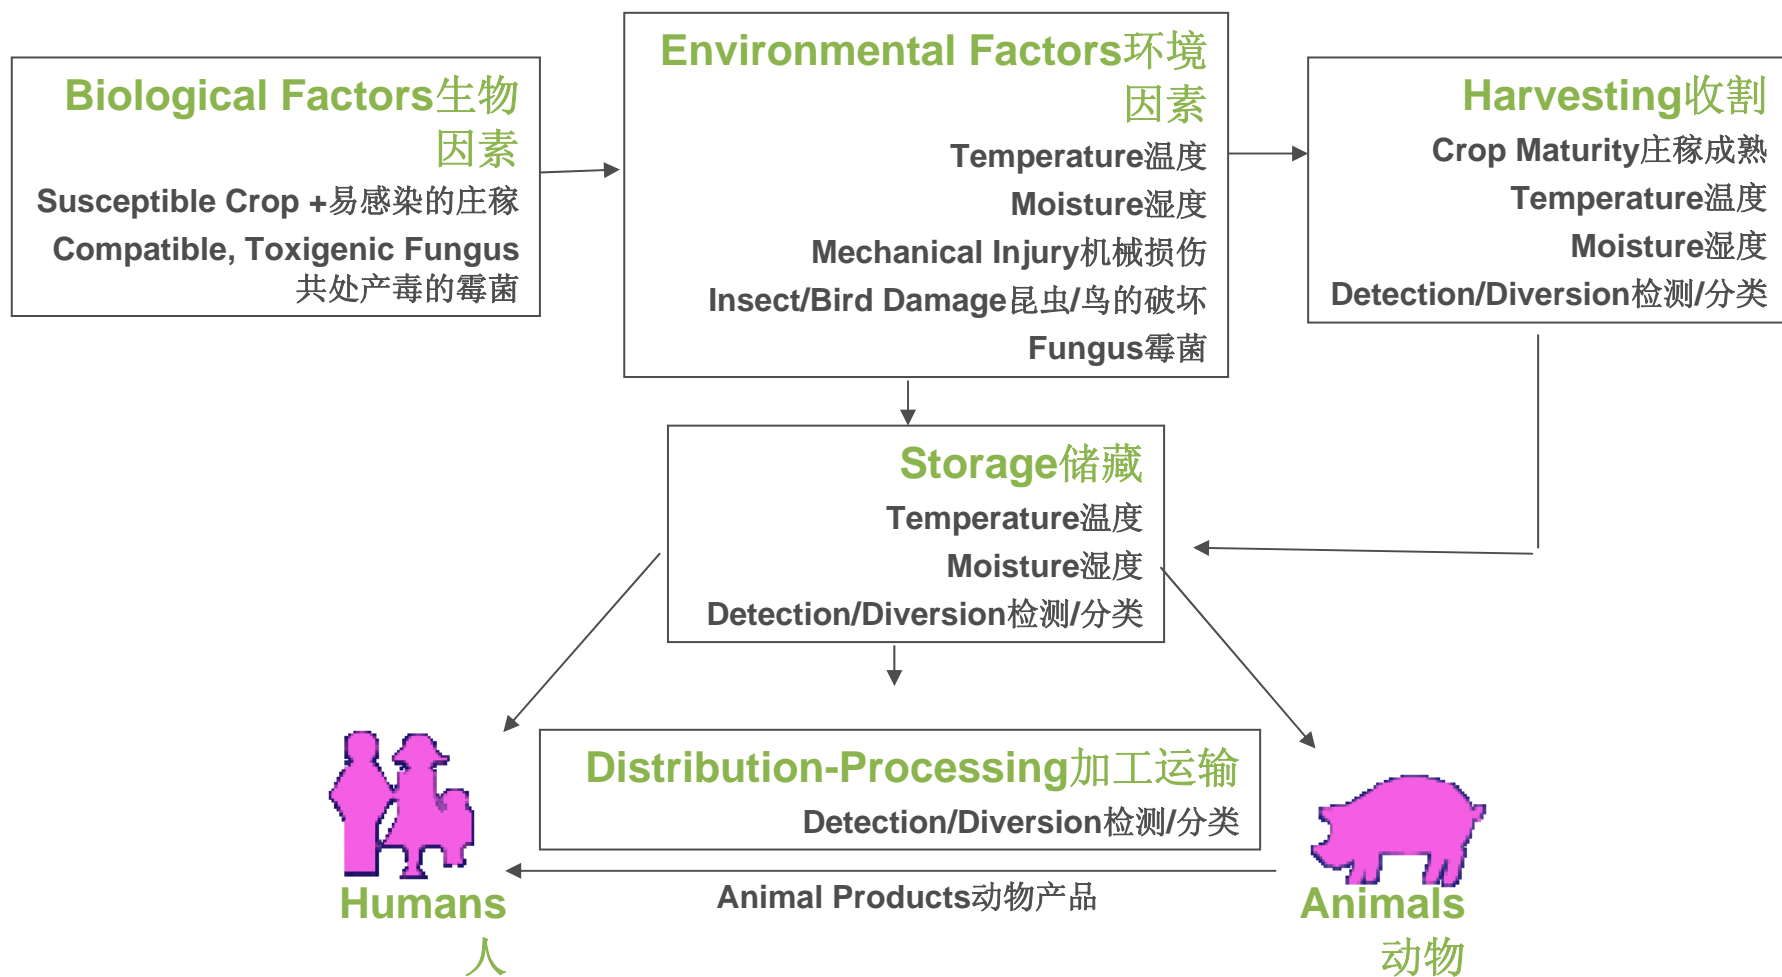 Biological Factors生物
因素
Susceptible Crop +易感染的庄稼
Compatible, Toxigenic Fungus
共处产毒的霉菌
Environmental Factors环境
因素
Temperature温度
Moisture湿度
Mechanical Injury机械损伤
Insect/Bird Damage昆虫/鸟的破坏
Fungus霉菌
Harvesting收割
Crop Maturity庄稼成熟
Temperature温度
Moisture湿度
Detection/Diversion检测/分类
Storage储藏
Temperature温度
Moisture湿度
Detection/Diversion检测/分类
Distribution-Processing加工运输
Detection/Diversion检测/分类
Humans
人
Animal Products动物产品
Animals
动物